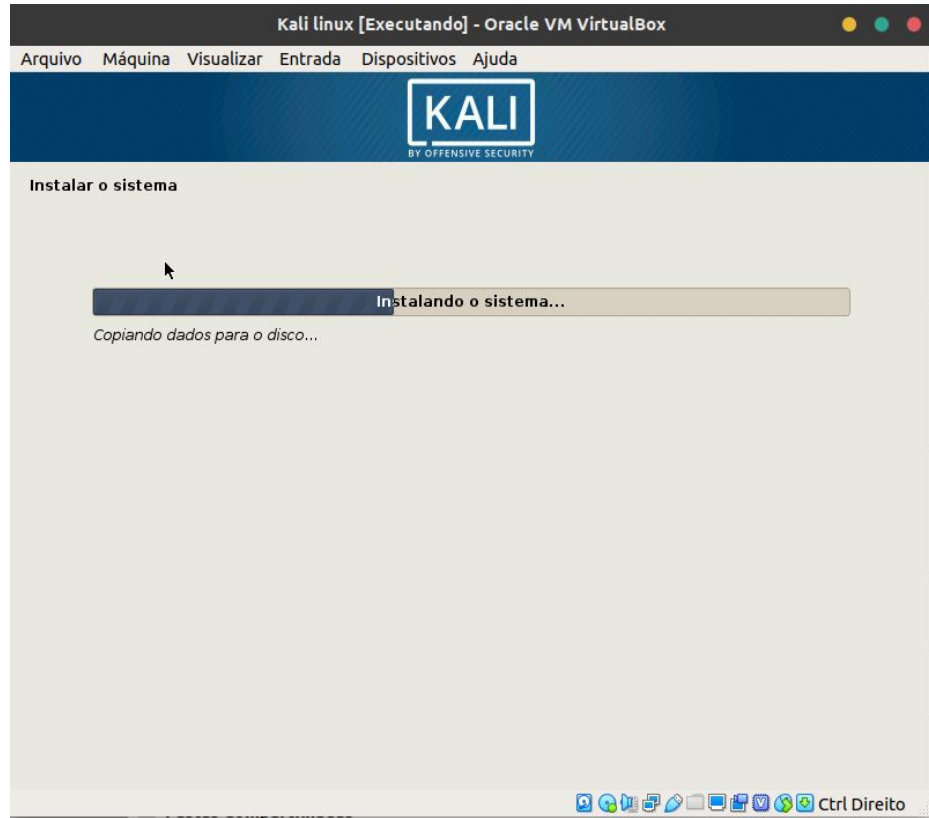 Kali linux [Executando] - Oracle VM VirtualBox
Arquivo Máquina Visualizar Entrada Dispositivos Ajuda
KALI
BY OFFENSIVE SECURITY
Instalar o sistema
Instalando o sistema...
Copiando dados para o disco...
Ctrl Direito